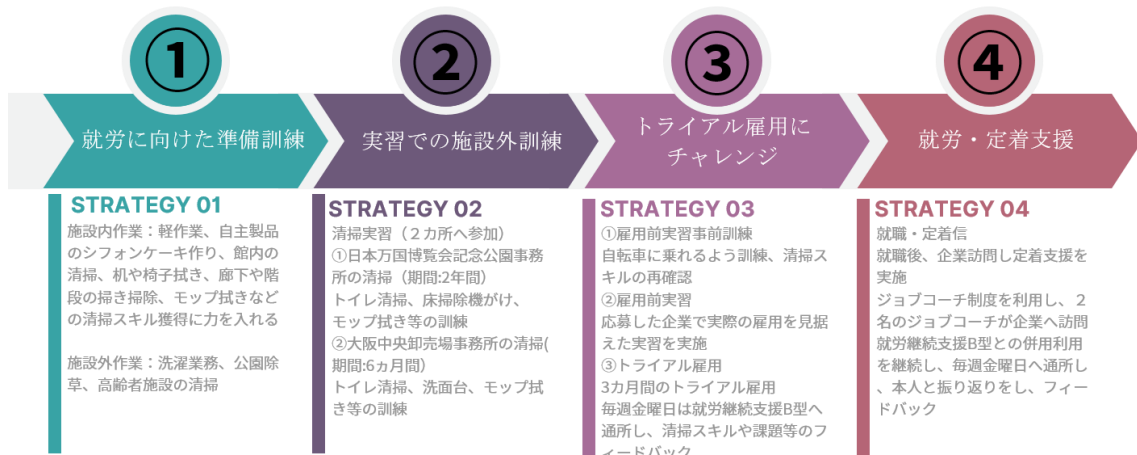 ①
就労に向けた準備訓練
②
実習での施設外訓練
③
トライアル雇用に
チャレンジ
④
就労・定着支援
STRATEGY 01
施設内作業：軽作業、自主製品
のシフォンケーキ作り、館内の
清掃、机や椅子拭き、廊下や階
段の掃き掃除、モップ拭きなど
の清掃スキル獲得に力を入れる
施設外作業：洗濯業務、公園除
草、高齢者施設の清掃
STRATEGY 02
清掃実習（２カ所へ参加）
①日本万国博覧会記念公園事務
所の清掃（期間:2年間）
トイレ清掃、床掃除機がけ、
モップ拭き等の訓練
②大阪中央卸売場事務所の清掃(
期間:6ヵ月間）
トイレ清掃、洗面台、モップ拭
き等の訓練
STRATEGY 03
①雇用前実習事前訓練
自転車に乗れるよう訓練、清掃ス
キルの再確認
②雇用前実習
応募した企業で実際の雇用を見据
えた実習を実施
③トライアル雇用
3カ月間のトライアル雇用
毎週金曜日は就労継続支援B型へ
通所し、清掃スキルや課題等のフ
ィードバック
STRATEGY 04
就職・定着信
就職後、企業訪問し定着支援を
実施
ジョブコーチ制度を利用し、２
名のジョブコーチが企業へ訪問
就労継続支援B型との併用利用
を継続し、毎週金曜日へ通所し
、本人と振り返りをし、フィー
ドバック